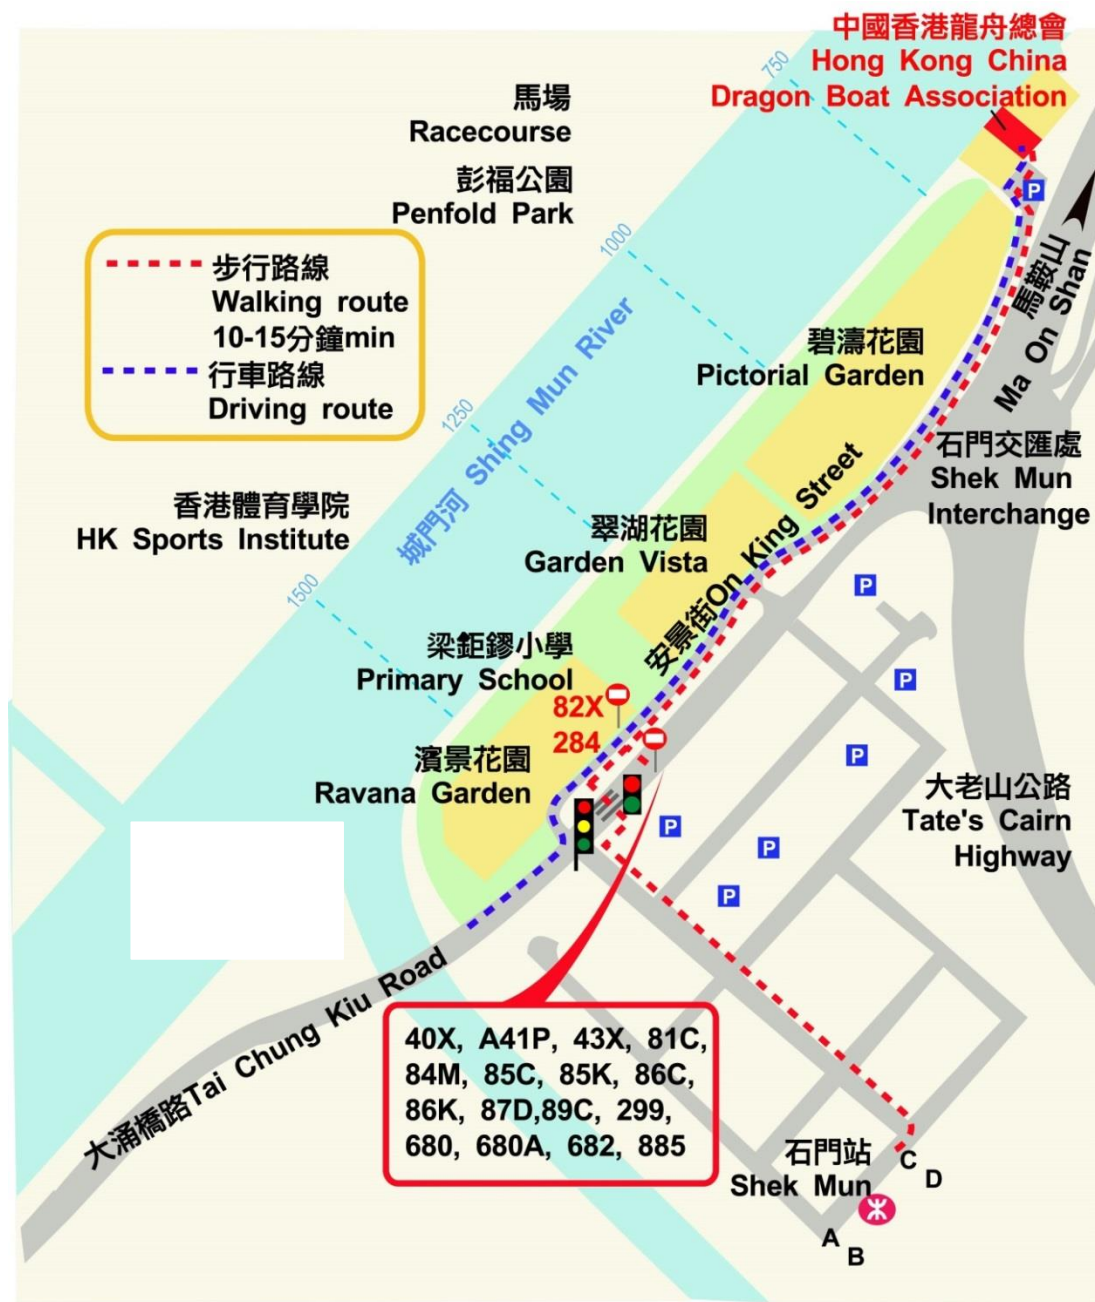 中國香港龍舟總會
Hong Kong China
Dragon Boat Association
750
馬場
Racecourse
彭福公園
Penfold Park
P
步行路線
Walking route
10-15分鐘min
行車路線
Driving route
1000
馬鞍山
Ma On Shan
碧濤花園
Pictorial Garden
城門河 Shing Mun River
1250
石門交匯處
Shek Mun
Interchange
香港體育學院
HK Sports Institute
翠湖花園
Garden Vista
安景街On King Street
1500
P
梁鉅鏐小學
Primary School
P
82X
284
濱景花園
Ravana Garden
P
大老山公路
Tate's Cairn
Highway
P
P
P
大涌橋路Tai Chung Kiu Road
40X, A41P, 43X, 81C,
84M, 85C, 85K, 86C,
86K, 87D,89C, 299,
680, 680A, 682, 885
石門站
Shek Mun
C
D
A
B